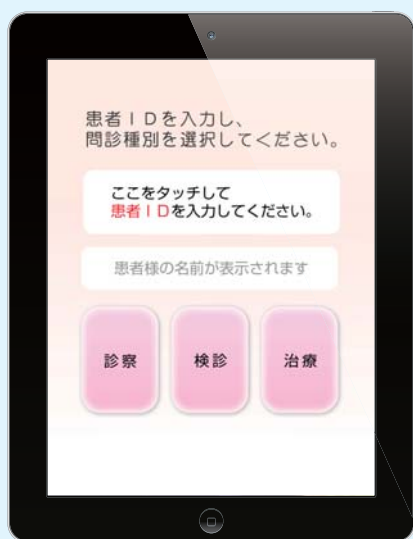 患者ＩＤを入力し、
問診種別を選択してください。
ここをタッチして
患者ＩＤを入力してください。
患者様の名前が表示されます
診察
検診
治療